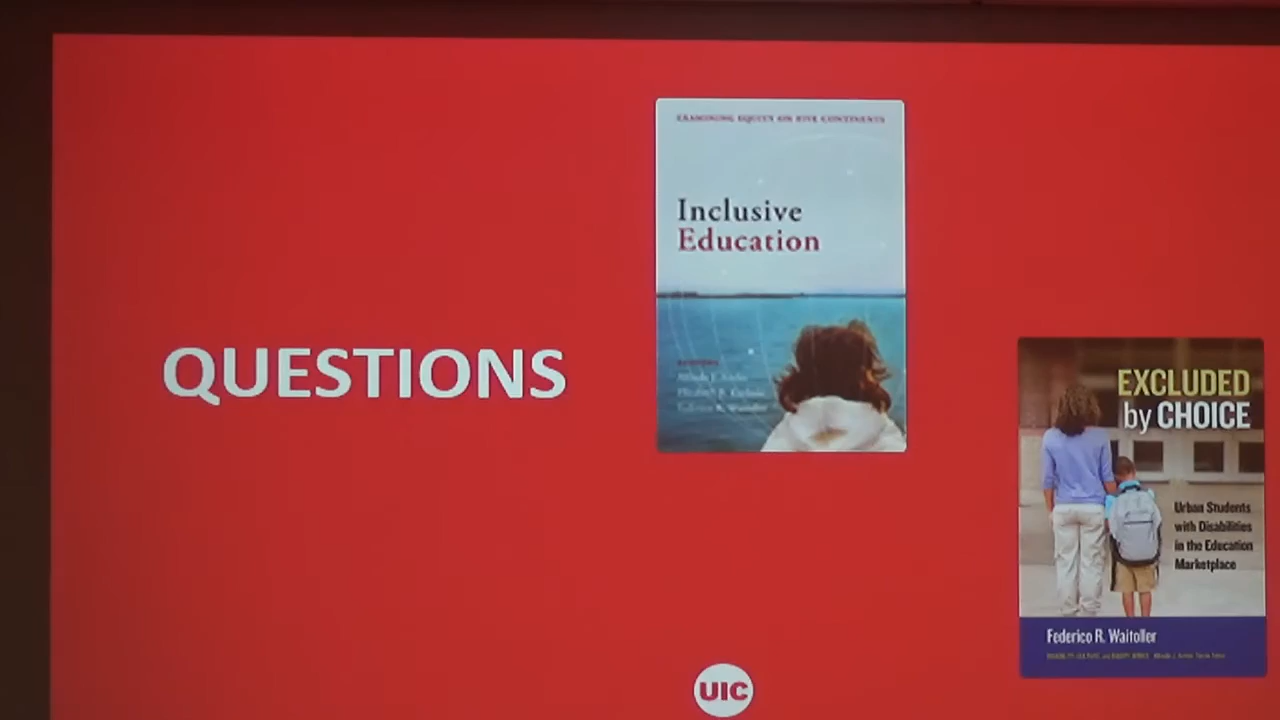 QUESTIONS
EXAMINING EQUITY ON FIVE CONTINENTS
Inclusive
Education
EXCLUDED
by CHOICE
Urban Students
with Disabilities
in the Education
Marketplace
Federico R. Waitoller
UIC